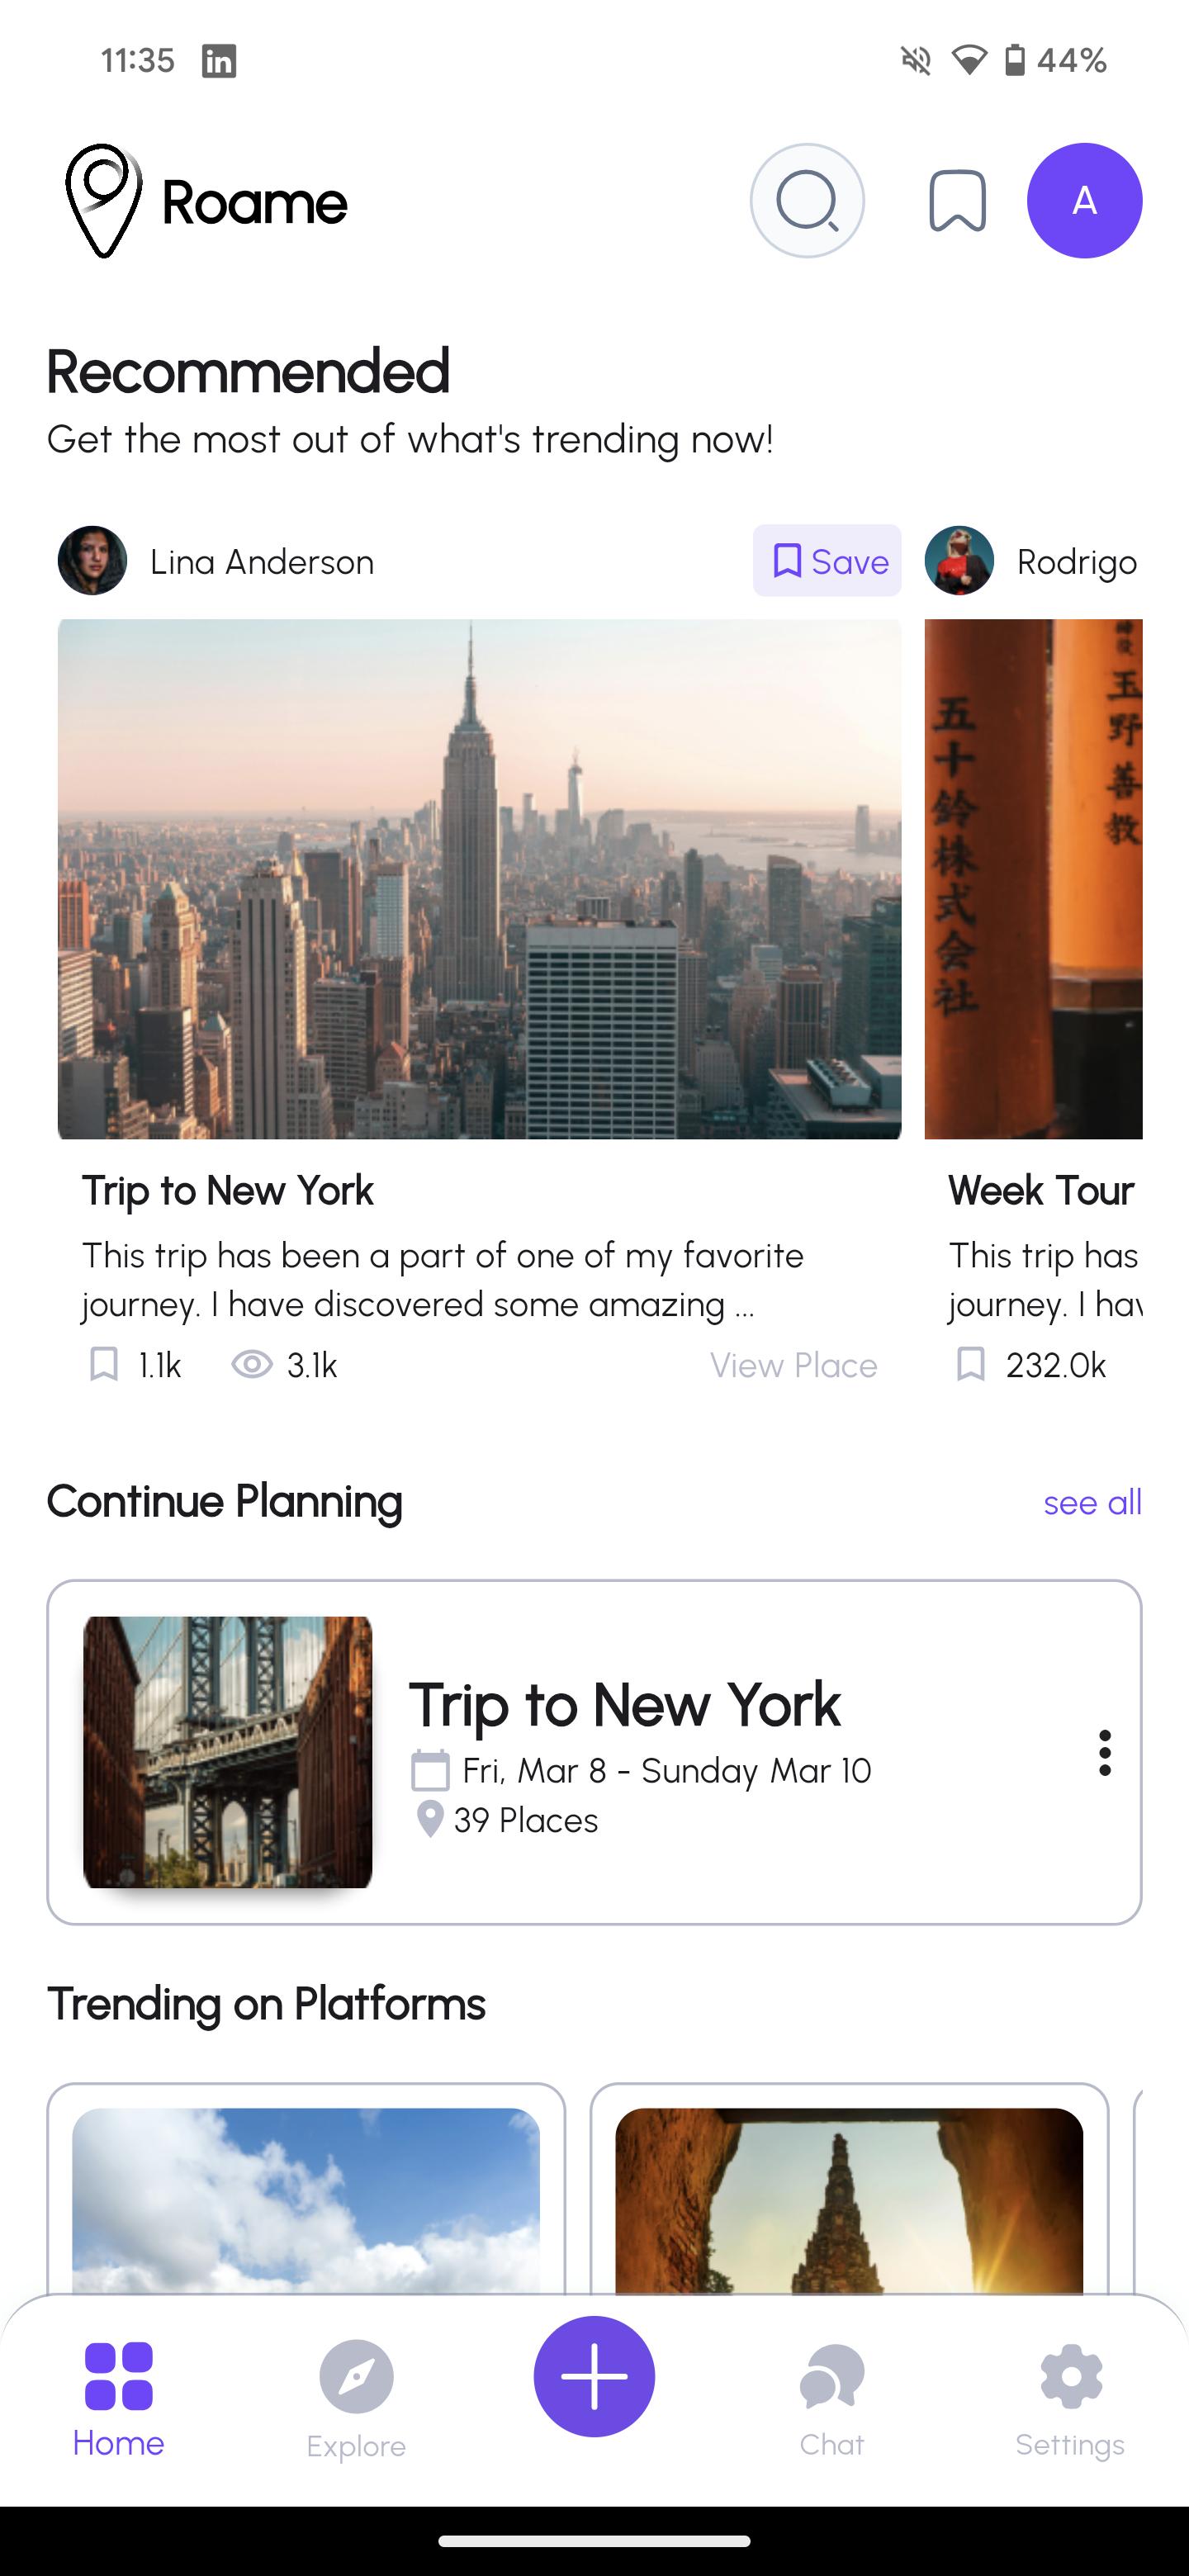 11:35
44%
Roame
A
Recommended
Get the most out of what's trending now!
Lina Anderson
Save
Rodrigo
五十鈴株式会社
玉野善教
Trip to New York
This trip has been a part of one of my favorite
journey. I have discovered some amazing ...
1.1k
3.1k
View Place
Week Tour
This trip has
journey. I hav
232.0k
Continue Planning
see all
Trip to New York
Fri, Mar 8 - Sunday Mar 10
39 Places
Trending on Platforms
Home
Explore
Chat
Settings